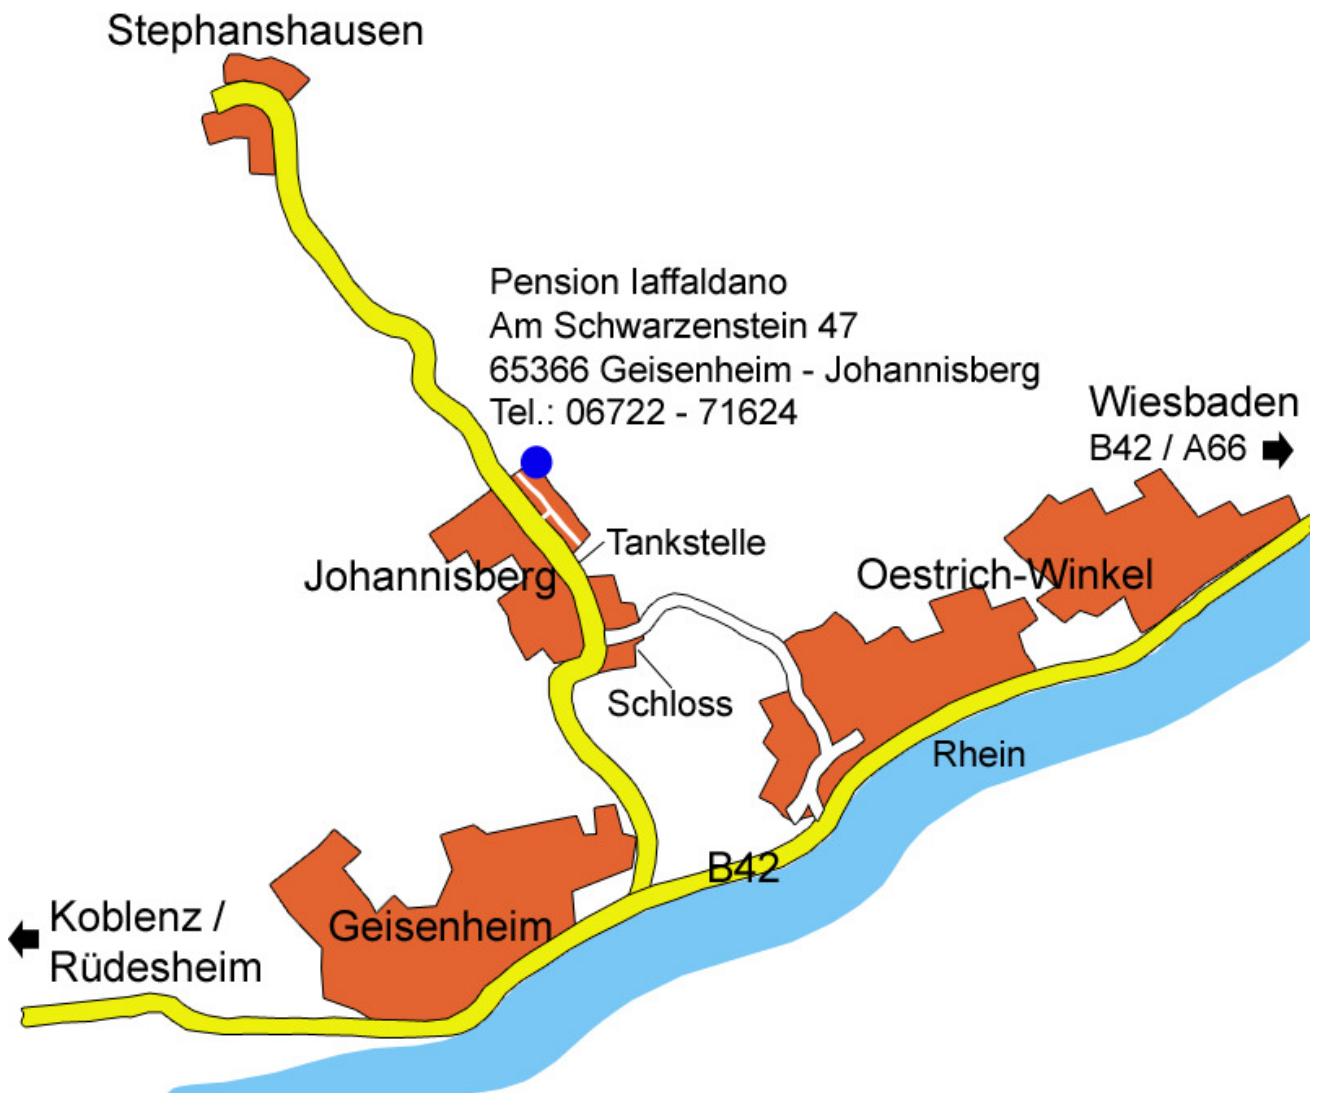 Stephanshausen
Pension Iaffaldano
Am Schwarzenstein 47
65366 Geisenheim - Johannisberg
Tel.: 06722 - 71624
Wiesbaden
B42 / A66
Tankstelle
Johannisberg
Oestrich-Winkel
Schloss
Rhein
B42
Geisenheim
Koblenz /
Rüdesheim